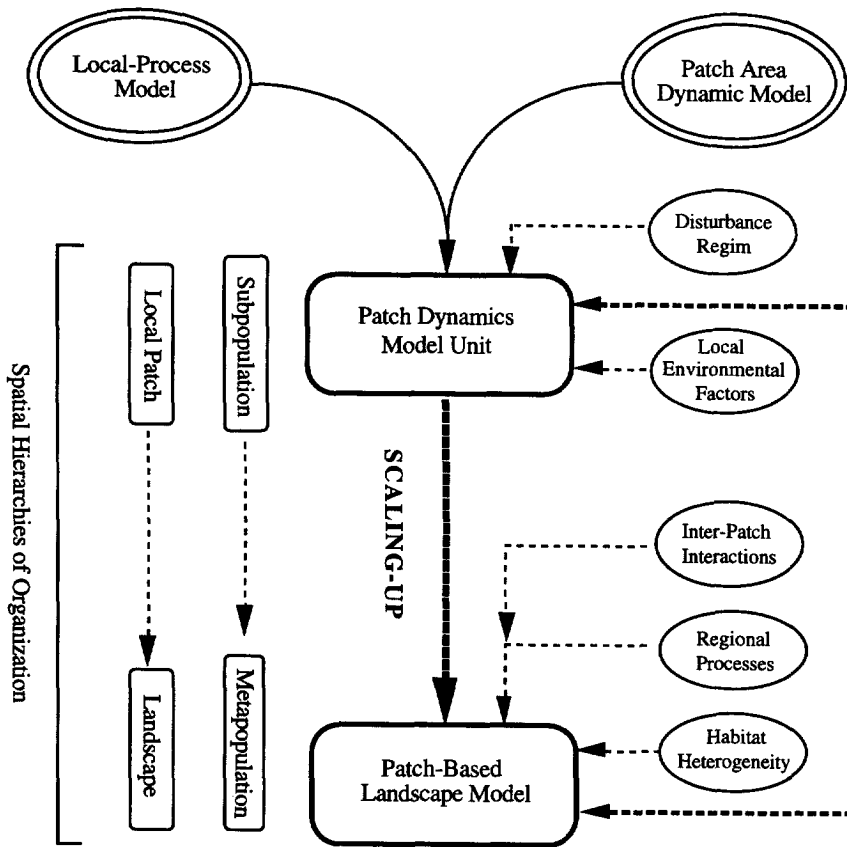 Local-Process
Model
Patch Area
Dynamic Model
Disturbance
Regim
Patch Dynamics
Model Unit
Local
Environmental
Factors
Spatial Hierarchies of Organization
Local Patch
Subpopulation
SCALING-UP
Inter-Patch
Interactions
Regional
Processes
Landscape
Metapopulation
Patch-Based
Landscape Model
Habitat
Heterogeneity